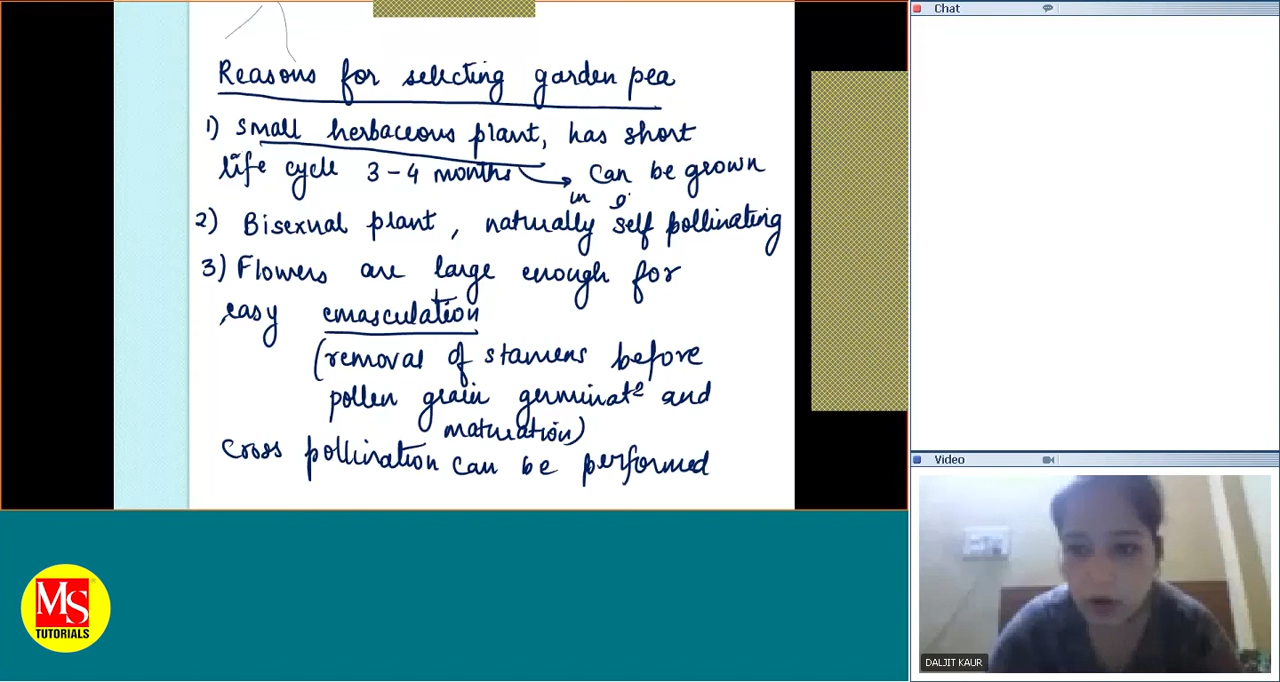 Reasons for selecting garden pea
1) Small herbaceous plant, has short
life cycle 3-4 months → Can be grown
in
2) Bisexual plant, naturally self pollinating
3) Flowers are large enough for
easy emasculation
(removal of stamens before
pollen grain germinate and
maturation)
Cross pollination can be performed
MS
TUTORIALS
Chat
Video
DALJIT KAUR